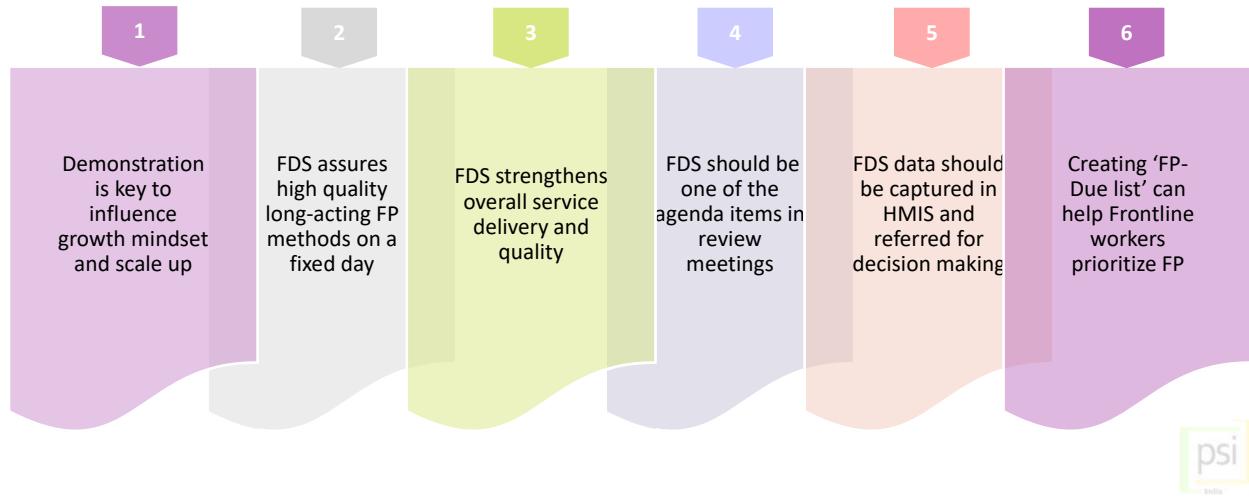 1
Demonstration
is key to
influence
growth mindset
and scale up
2
FDS assures
high quality
long-acting FP
methods on a
fixed day
3
FDS strengthens
overall service
delivery and
quality
4
FDS should be
one of the
agenda items in
review
meetings
5
FDS data should
be captured in
HMIS and
referred for
decision making
6
Creating ‘FP-
Due list’ can
help Frontline
workers
prioritize FP
psi
India